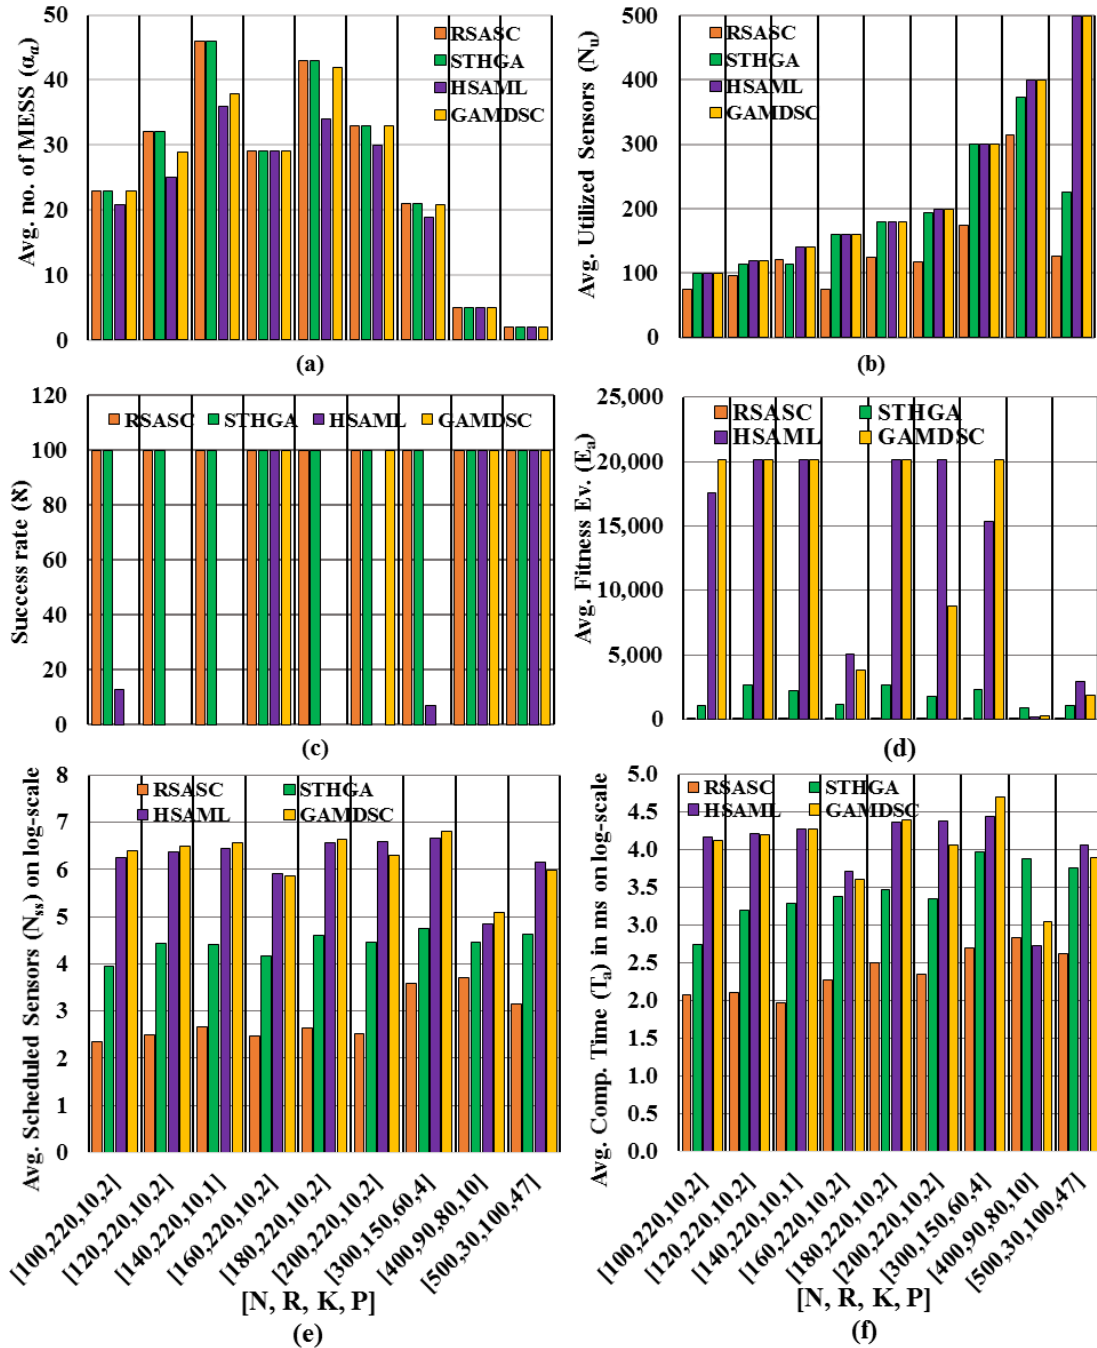 Avg. no. of MESS (αₐ)
50
40
30
20
10
0
RSASC
STHGA
HSAML
GAMDSC
(a)
Avg. Utilized Sensors (Nᵤ)
500
400
300
200
100
0
RSASC
STHGA
HSAML
GAMDSC
(b)
Success rate (ℵ)
120
100
80
60
40
20
0
RSASC STHGA HSAML GAMDSC
(c)
Avg. Fitness Ev. (Eₐ)
25,000
20,000
15,000
10,000
5,000
0
RSASC STHGA
HSAML GAMDSC
(d)
Avg. Scheduled Sensors (Nₛₛ) on log-scale
8
7
6
5
4
3
2
1
0
RSASC STHGA
HSAML GAMDSC
[100,220,10,2]
[120,220,10,2]
[140,220,10,1]
[160,220,10,2]
[180,220,10,2]
[200,220,10,2]
[300,150,60,4]
[400,90,80,10]
[500,30,100,47]
[N, R, K, P]
(e)
Avg. Comp. Time (Tₐ) in ms on log-scale
5.0
4.5
4.0
3.5
3.0
2.5
2.0
1.5
1.0
0.5
0.0
RSASC STHGA
HSAML GAMDSC
[100,220,10,2]
[120,220,10,2]
[140,220,10,1]
[160,220,10,2]
[180,220,10,2]
[200,220,10,2]
[300,150,60,4]
[400,90,80,10]
[500,30,100,47]
[N, R, K, P]
(f)